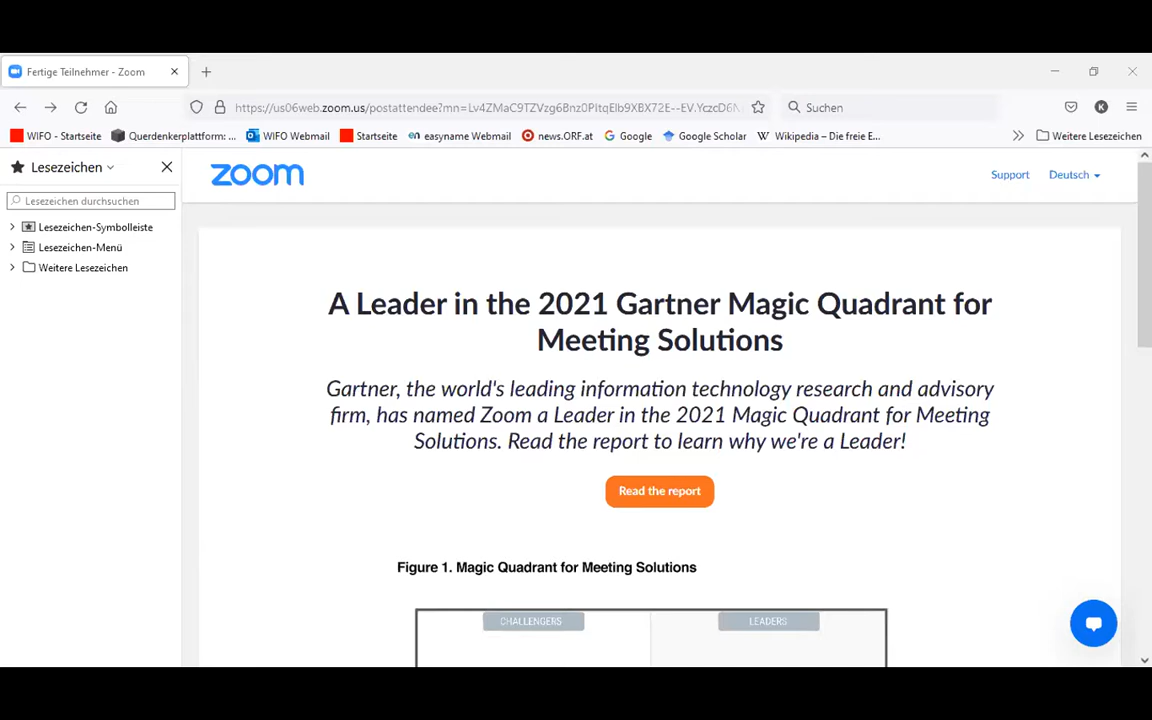 Fertige Teilnehmer - Zoom
https://us06web.zoom.us/postattendee?mn=
Suchen
WIFO - Startseite
Querdenkerplattform: ...
WIFO Webmail
Startseite
easyname Webmail
news.ORF.at
Google
Google Scholar
Wikipedia – Die freie E...
Weitere Lesezeichen
Lesezeichen
Lesezeichen durchsuchen
Lesezeichen-Symbolleiste
Lesezeichen-Menü
Weitere Lesezeichen
zoom
Support
Deutsch
A Leader in the 2021 Gartner Magic Quadrant for
Meeting Solutions
Gartner, the world's leading information technology research and advisory
firm, has named Zoom a Leader in the 2021 Magic Quadrant for Meeting
Solutions. Read the report to learn why we're a Leader!
Read the report
Figure 1. Magic Quadrant for Meeting Solutions
CHALLENGERS
LEADERS
K